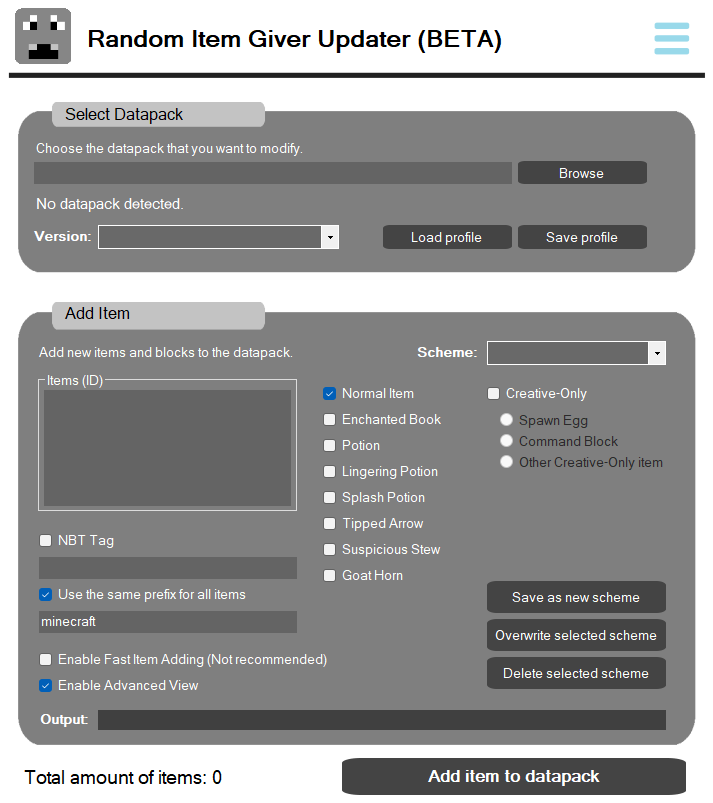 Random Item Giver Updater (BETA)
Select Datapack
Choose the datapack that you want to modify.
Browse
No datapack detected.
Version:
Load profile
Save profile
Add Item
Add new items and blocks to the datapack.
Scheme:
Items (ID)
Normal Item
Enchanted Book
Potion
Lingering Potion
Splash Potion
Tipped Arrow
Suspicious Stew
Goat Horn
Creative-Only
Spawn Egg
Command Block
Other Creative-Only item
NBT Tag
Use the same prefix for all items
minecraft
Save as new scheme
Overwrite selected scheme
Delete selected scheme
Enable Fast Item Adding (Not recommended)
Enable Advanced View
Output:
Total amount of items: 0
Add item to datapack